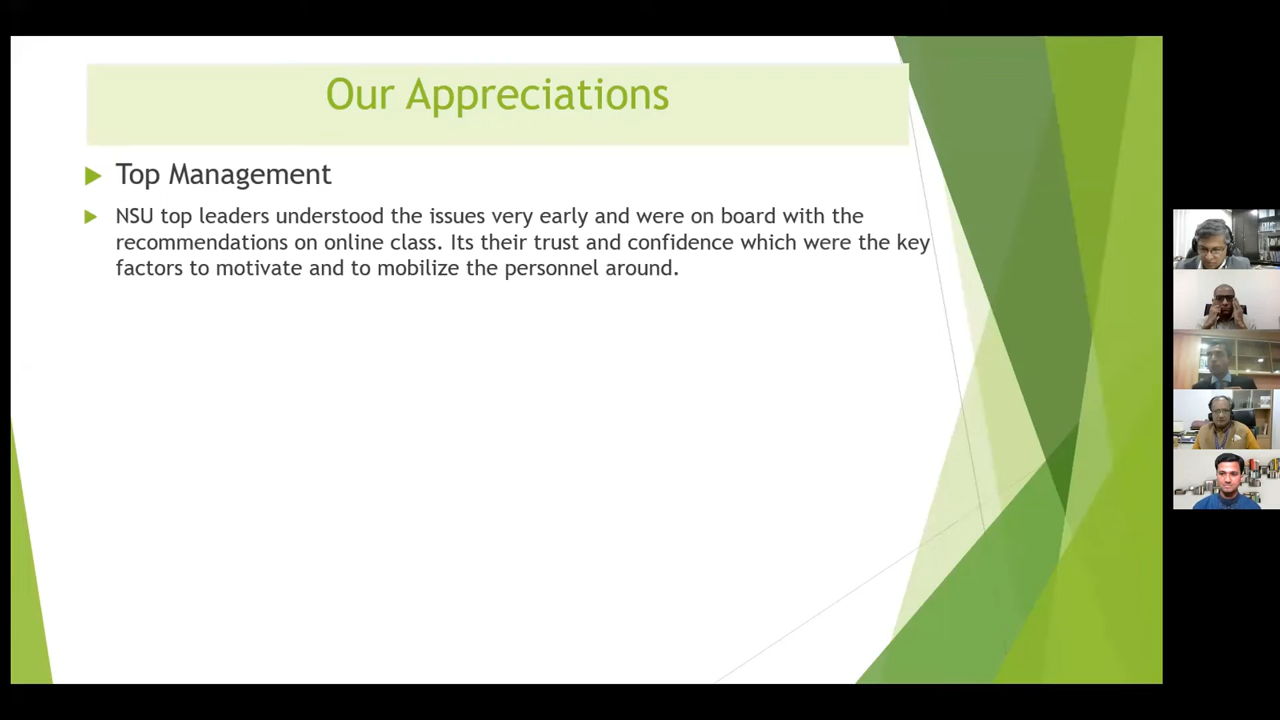 Our Appreciations
Top Management
NSU top leaders understood the issues very early and were on board with the
recommendations on online class. Its their trust and confidence which were the key
factors to motivate and to mobilize the personnel around.